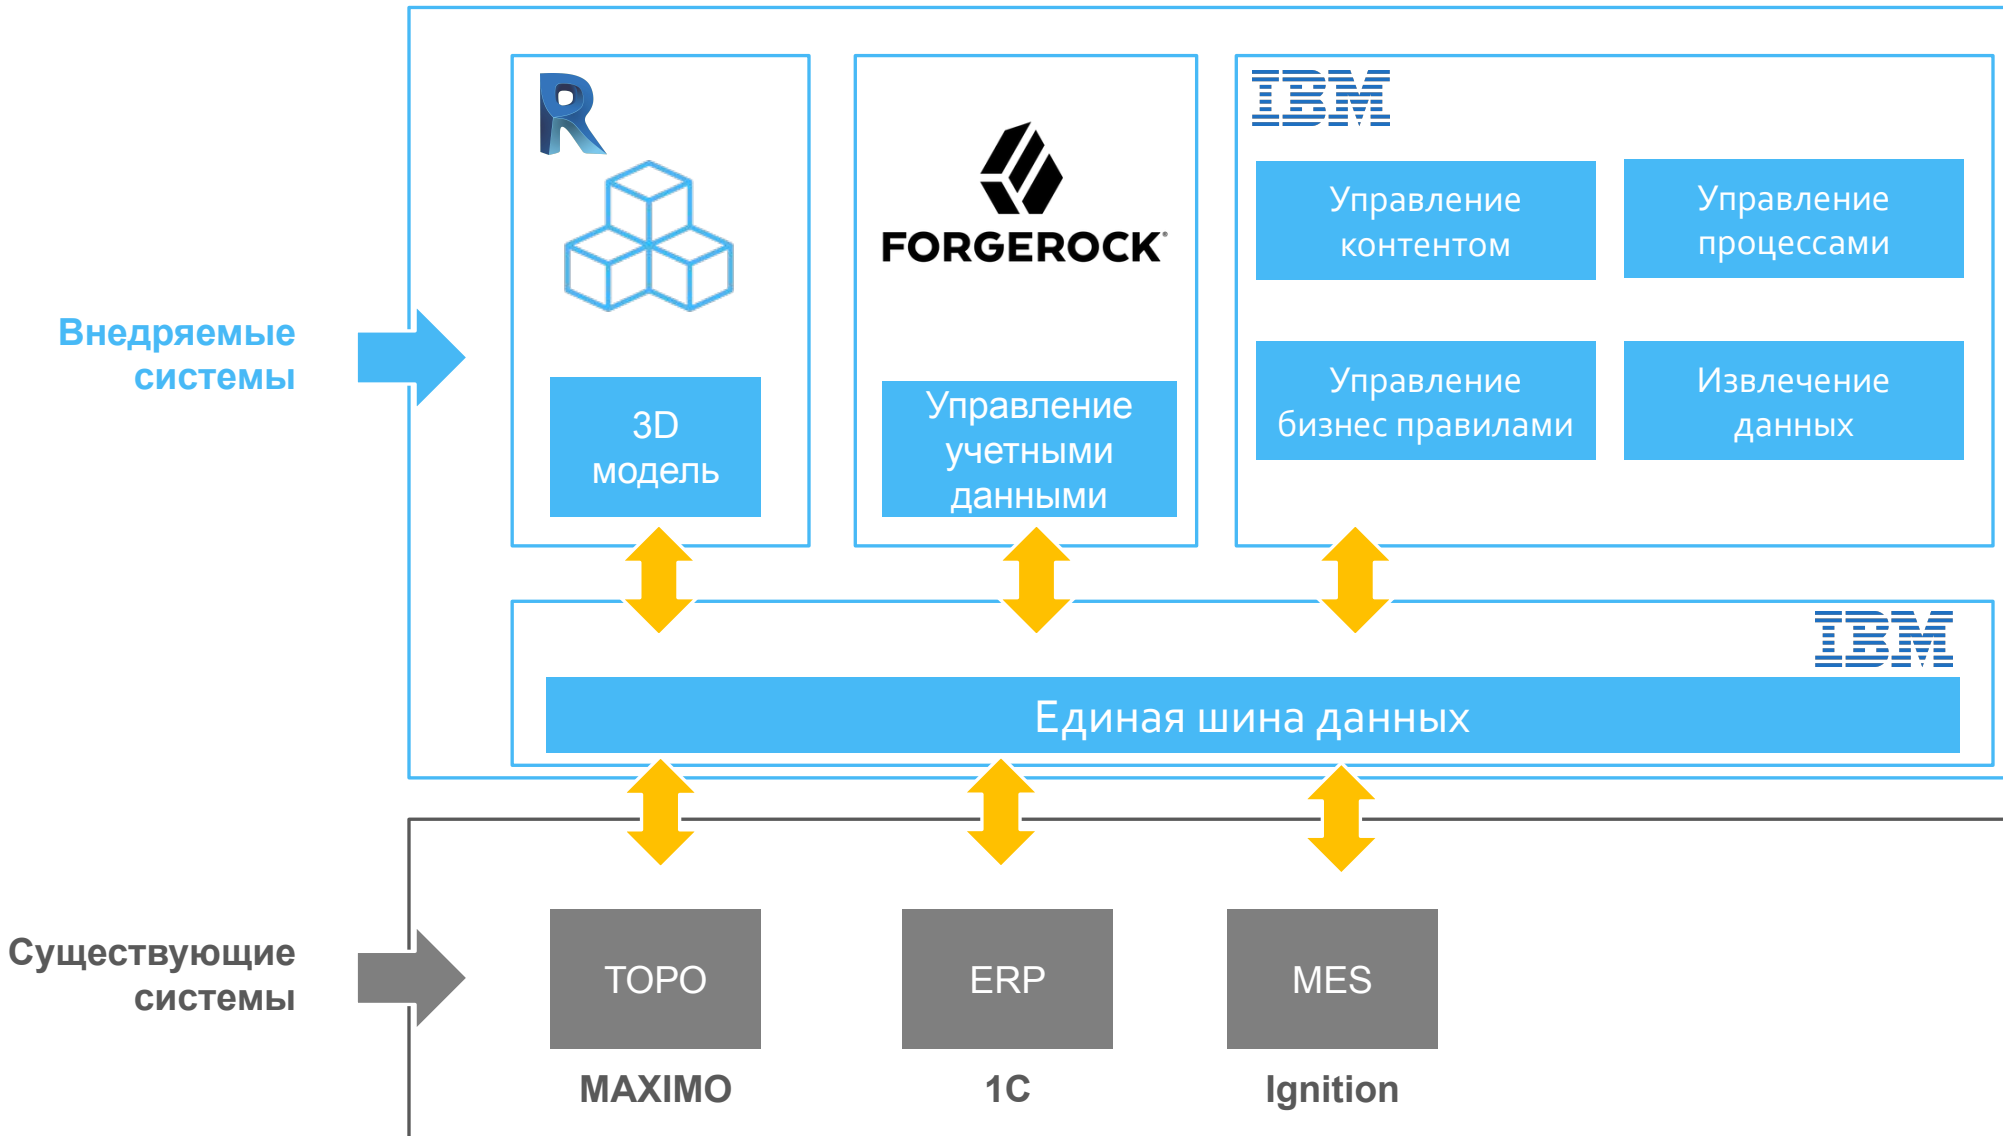 R
FORGEROCK
IBM
Управление
контентом
Управление
процессами
Внедряемые
системы
3D
модель
Управление
учетными
данными
Управление
бизнес правилами
Извлечение
данных
IBM
Единая шина данных
Существующие
системы
ТОРО
ERP
MES
MAXIMO
1C
Ignition